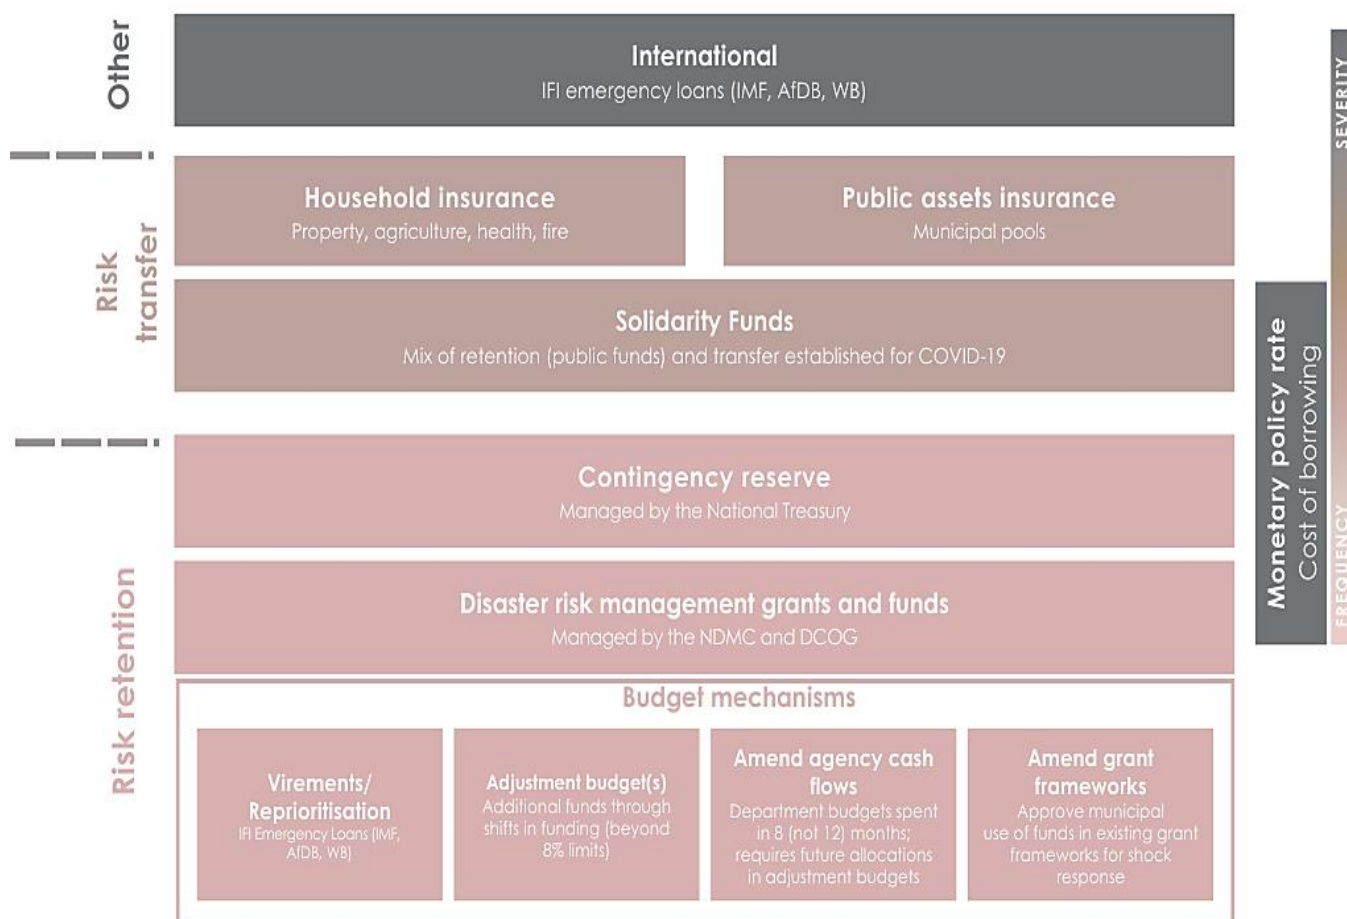 Other
International
IFI emergency loans (IMF, AfDB, WB)
SEVERITY
Risk
transfer
Household insurance
Property, agriculture, health, fire
Public assets insurance
Municipal pools
Solidarity Funds
Mix of retention (public funds) and transfer established for COVID-19
Monetary policy rate
Cost of borrowing
FREQUENCY
Risk retention
Contingency reserve
Managed by the National Treasury
Disaster risk management grants and funds
Managed by the NDMC and DCOG
Budget mechanisms
Virements/
Reprioritisation
IFI Emergency Loans (IMF,
AfDB, WB)
Adjustment budget(s)
Additional funds through
shifts in funding (beyond
8% limits)
Amend agency cash
flows
Department budgets spent
in 8 (not 12) months;
requires future allocations
in adjustment budgets
Amend grant
frameworks
Approve municipal
use of funds in existing grant
frameworks for shock
response